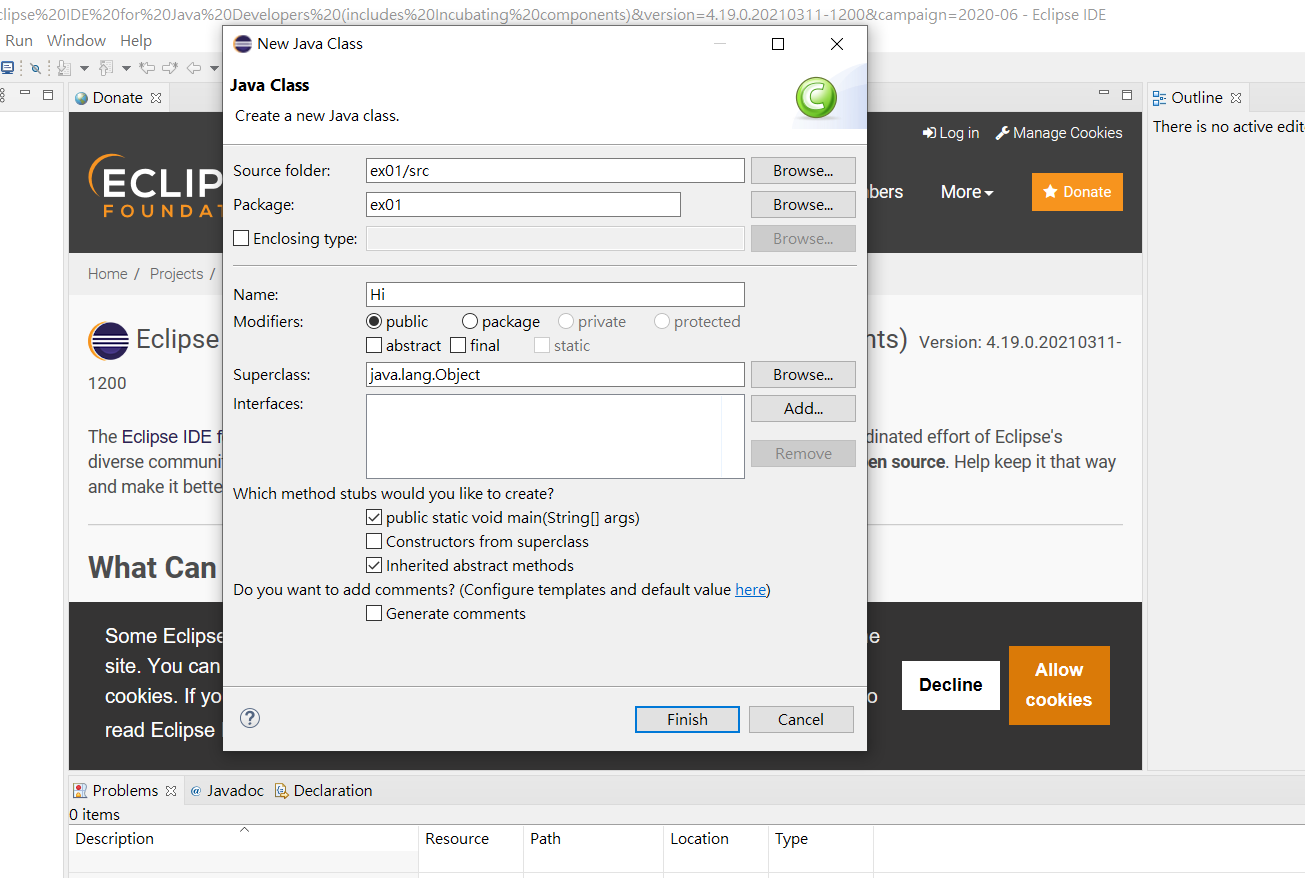 clipse%20IDE%20for%20Java%20Developers%20(includes%20Incubating%20components)&version=4.19.0.20210311-1200&campaign=2020-06 - Eclipse IDE
Run Window Help
Donate
Outline
There is no active edit
New Java Class
Java Class
Create a new Java class.
C
Log in Manage Cookies
ECLIP
FOUNDAT
mbers More Donate
Home / Projects /
Source folder: ex01/src Browse...
Package: ex01 Browse...
Enclosing type: Browse...
Name: Hi
Modifiers: public package private protected
abstract final static
Superclass: java.lang.Object Browse...
Interfaces: Add...
Remove
Which method stubs would you like to create?
public static void main(String[] args)
Constructors from superclass
Inherited abstract methods
Do you want to add comments? (Configure templates and default value here)
Generate comments
? Finish Cancel
Eclipse nts) Version: 4.19.0.20210311-
1200
The Eclipse IDE f dinated effort of Eclipse's
diverse communi en source. Help keep it that way
and make it bette
What Can
Some Eclipse e
site. You can
cookies. If yo o
read Eclipse
Decline
Allow
cookies
Problems @ Javadoc Declaration
0 items
Description Resource Path Location Type